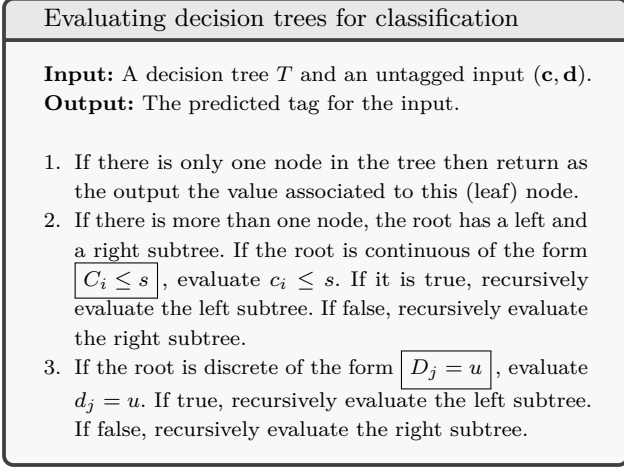 Evaluating decision trees for classification
Input: A decision tree T and an untagged input (c, d).
Output: The predicted tag for the input.
1. If there is only one node in the tree then return as
the output the value associated to this (leaf) node.
2. If there is more than one node, the root has a left and
a right subtree. If the root is continuous of the form
C_i ≤ s , evaluate c_i ≤ s. If it is true, recursively
evaluate the left subtree. If false, recursively evaluate
the right subtree.
3. If the root is discrete of the form D_j = u , evaluate
d_j = u. If true, recursively evaluate the left subtree.
If false, recursively evaluate the right subtree.